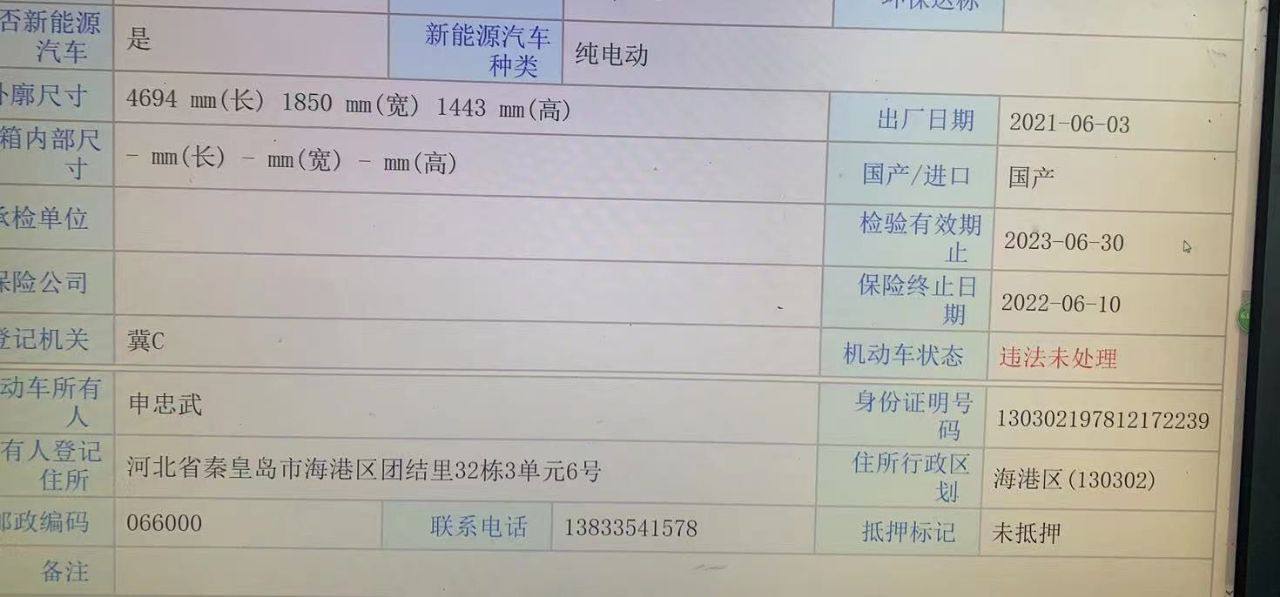 否新能源汽车
是
新能源汽车种类
纯电动
外廓尺寸
4694 mm(长) 1850 mm(宽) 1443 mm(高)
出厂日期
2021-06-03
箱内部尺寸
- mm(长) - mm(宽) - mm(高)
国产/进口
国产
承检单位
检验有效期止
2023-06-30
保险公司
保险终止日期
2022-06-10
登记机关
冀C
机动车状态
违法未处理
动车所有人
申忠武
身份证明号码
130302197812172239
有人登记住所
河北省秦皇岛市海港区团结里32栋3单元6号
住所行政区划
海港区(130302)
邮政编码
066000
联系电话
13833541578
抵押标记
未抵押
备注